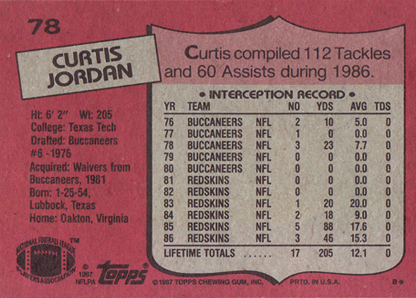 78
CURTIS
JORDAN
Ht: 6' 2" Wt: 205
College: Texas Tech
Drafted: Buccaneers
#6-1976
Acquired: Waivers from
Buccaneers, 1981
Born: 1-25-54,
Lubbock, Texas
Home: Oakton, Virginia
Curtis compiled 112 Tackles
and 60 Assists during 1986.
• INTERCEPTION RECORD •
YR TEAM NO YDS AVG TDS
76 BUCCANEERS NFL 2 10 5.0 0
77 BUCCANEERS NFL 1 0 0.0 0
78 BUCCANEERS NFL 3 23 7.7 0
79 BUCCANEERS NFL 0 0 0.0 0
80 BUCCANEERS NFL 0 0 0.0 0
81 REDSKINS NFL 0 0 0.0 0
82 REDSKINS NFL 0 0 0.0 0
83 REDSKINS NFL 1 20 20.0 0
84 REDSKINS NFL 2 18 9.0 0
85 REDSKINS NFL 5 88 17.6 0
86 REDSKINS NFL 3 46 15.3 0
LIFETIME TOTALS ...... 17 205 12.1 0
NATIONAL FOOTBALL LEAGUE
PLAYERS ASSOCIATION
TM
© 1987
NFLPA
Topps
© 1987 TOPPS CHEWING GUM, INC. PRTD. IN U.S.A. B*